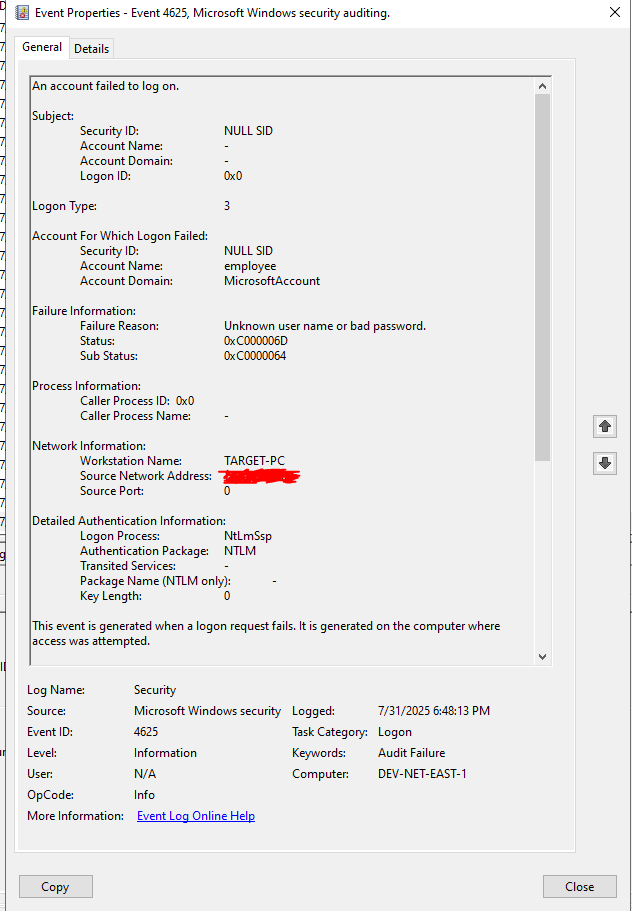 Event Properties - Event 4625, Microsoft Windows security auditing.
General Details
An account failed to log on.
Subject:
Security ID: NULL SID
Account Name: -
Account Domain: -
Logon ID: 0x0
Logon Type: 3
Account For Which Logon Failed:
Security ID: NULL SID
Account Name: employee
Account Domain: MicrosoftAccount
Failure Information:
Failure Reason: Unknown user name or bad password.
Status: 0xC000006D
Sub Status: 0xC0000064
Process Information:
Caller Process ID: 0x0
Caller Process Name: -
Network Information:
Workstation Name: TARGET-PC
Source Network Address:
Source Port: 0
Detailed Authentication Information:
Logon Process: NtLmSsp
Authentication Package: NTLM
Transited Services: -
Package Name (NTLM only): -
Key Length: 0
This event is generated when a logon request fails. It is generated on the computer where
access was attempted.
Log Name: Security
Source: Microsoft Windows security Logged: 7/31/2025 6:48:13 PM
Event ID: 4625 Task Category: Logon
Level: Information Keywords: Audit Failure
User: N/A Computer: DEV-NET-EAST-1
OpCode: Info
More Information: Event Log Online Help
Copy Close